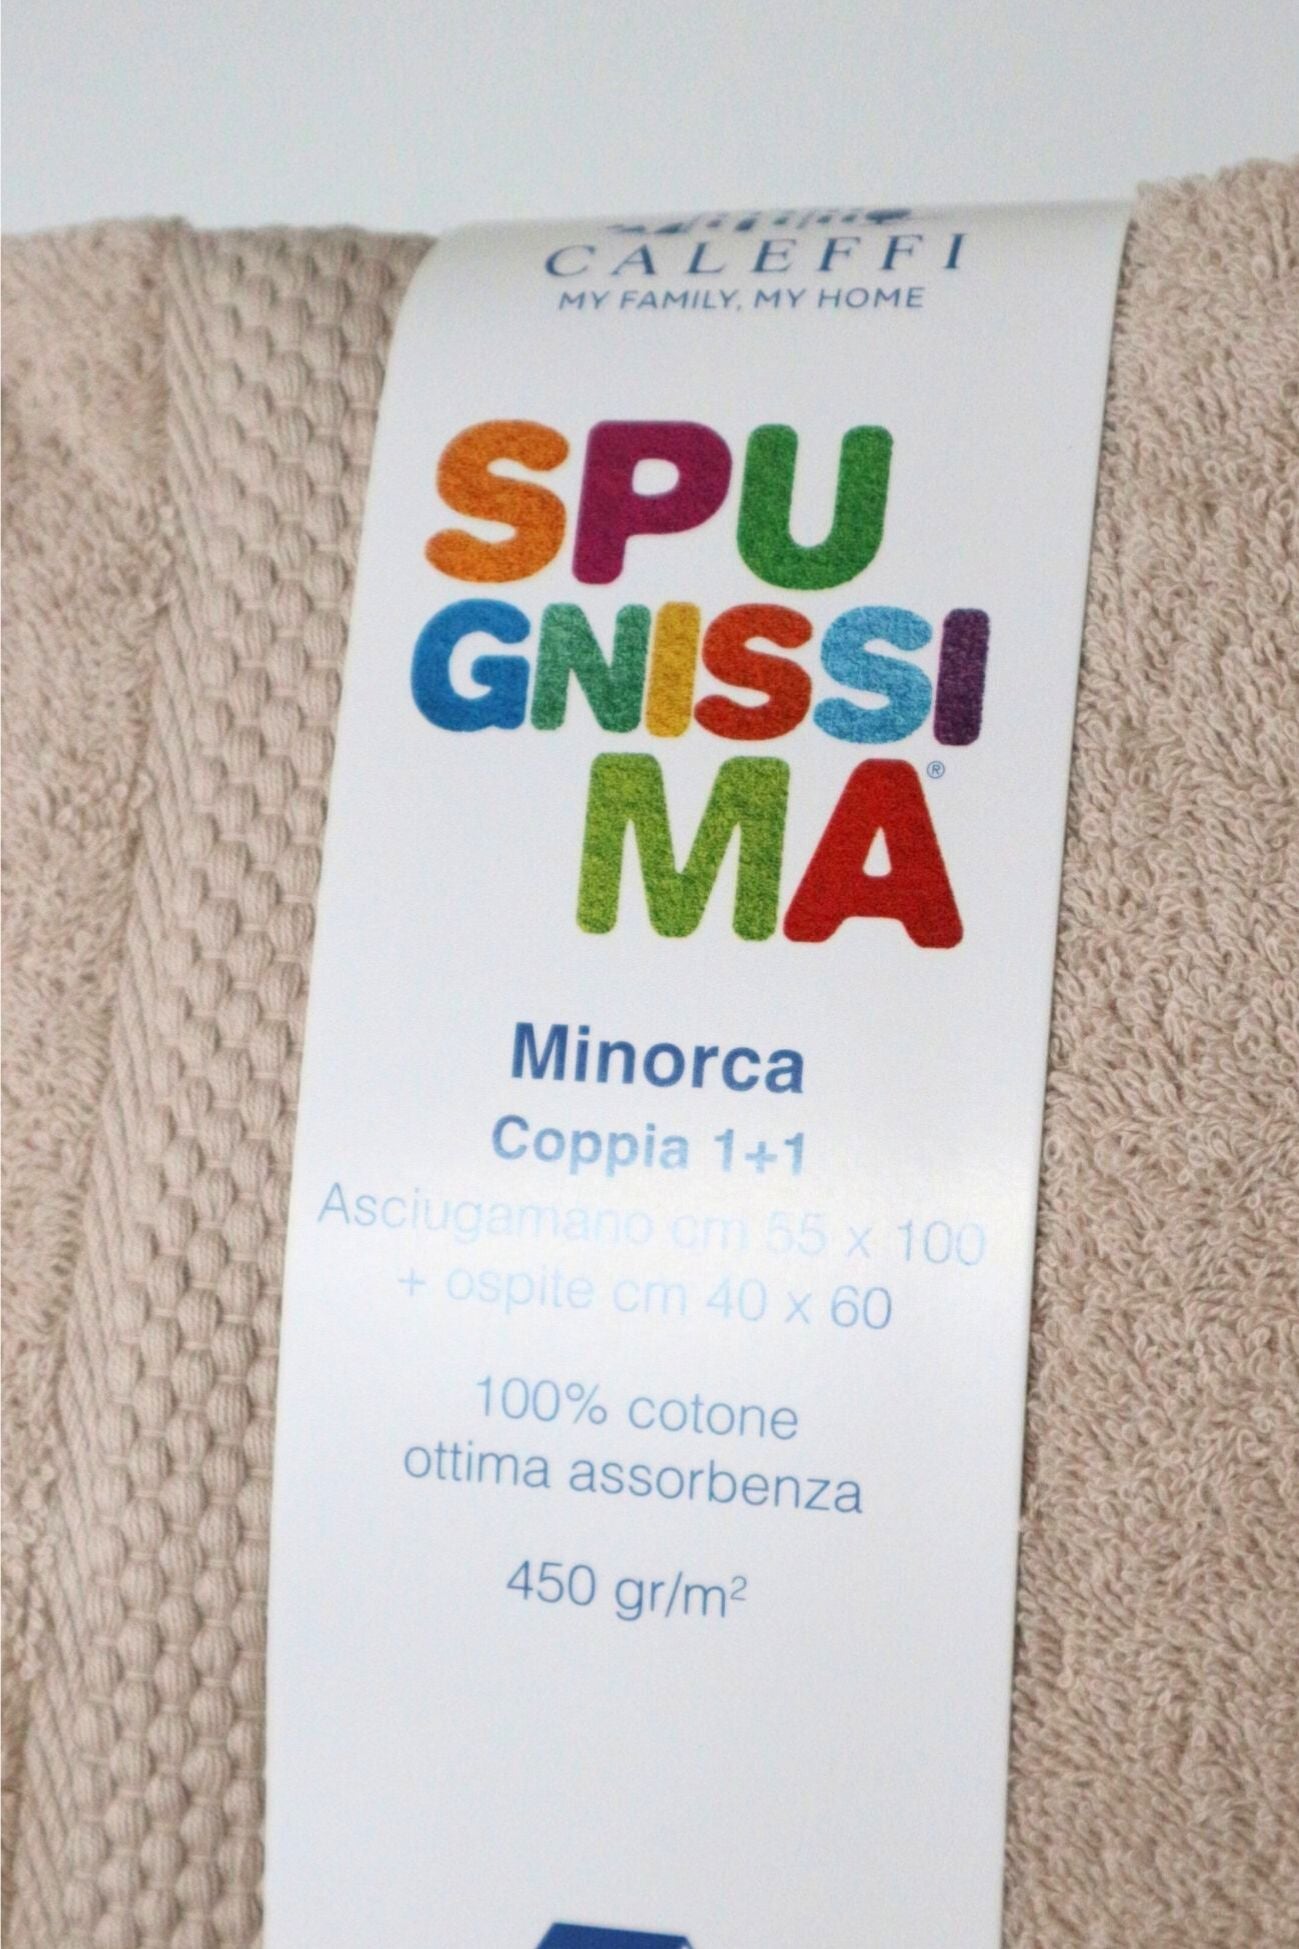 CALEFFI
MY FAMILY, MY HOME
SPU
GNISSI
MA®
Minorca
Coppia 1+1
Asciugamano cm 55 x 100
+ ospite cm 40 x 60
100% cotone
ottima assorbenza
450 gr/m²